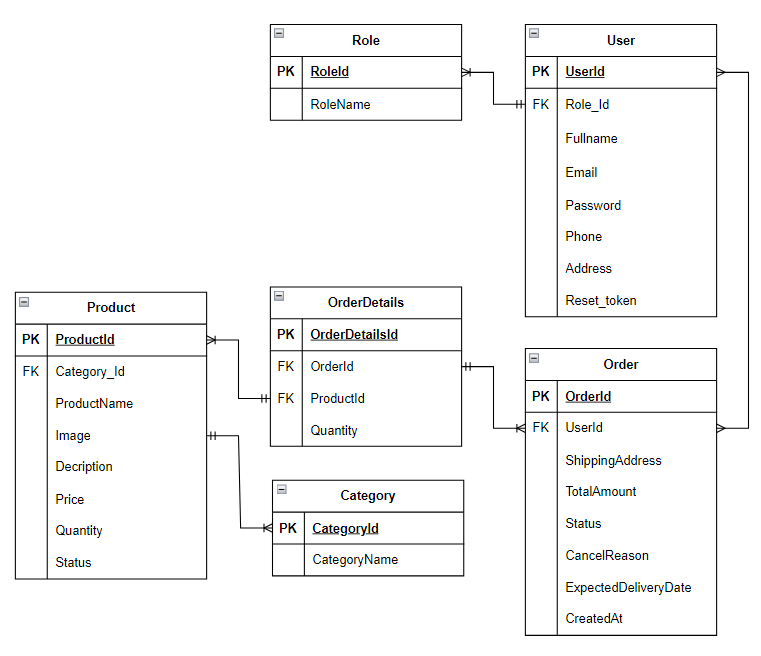 Role
PK RoleId
RoleName
User
PK UserId
FK Role_Id
Fullname
Email
Password
Phone
Address
Reset_token
Product
PK ProductId
FK Category_Id
ProductName
Image
Decription
Price
Quantity
Status
OrderDetails
PK OrderDetailsId
FK OrderId
FK ProductId
Quantity
Category
PK CategoryId
CategoryName
Order
PK OrderId
FK UserId
ShippingAddress
TotalAmount
Status
CancelReason
ExpectedDeliveryDate
CreatedAt